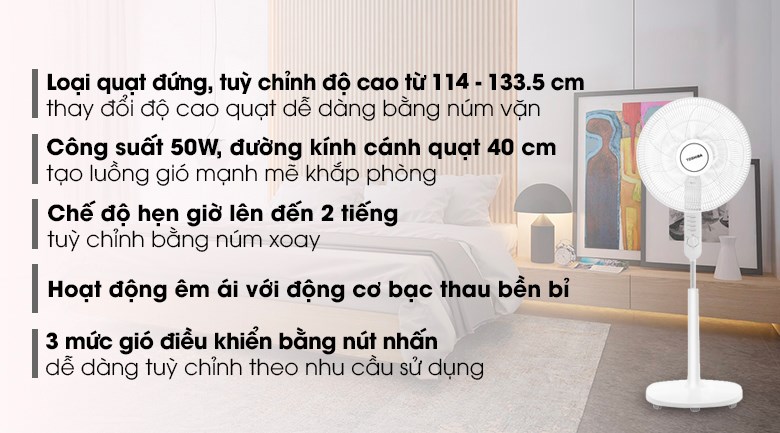 Loại quạt đứng, tuỳ chỉnh độ cao từ 114 - 133.5 cm
thay đổi độ cao quạt dễ dàng bằng núm vặn
Công suất 50W, đường kính cánh quạt 40 cm
tạo luồng gió mạnh mẽ khắp phòng
TOSHIBA
Chế độ hẹn giờ lên đến 2 tiếng
tuỳ chỉnh bằng núm xoay
Hoạt động êm ái với động cơ bạc thau bền bỉ
3 mức gió điều khiển bằng nút nhấn
dễ dàng tuỳ chỉnh theo nhu cầu sử dụng